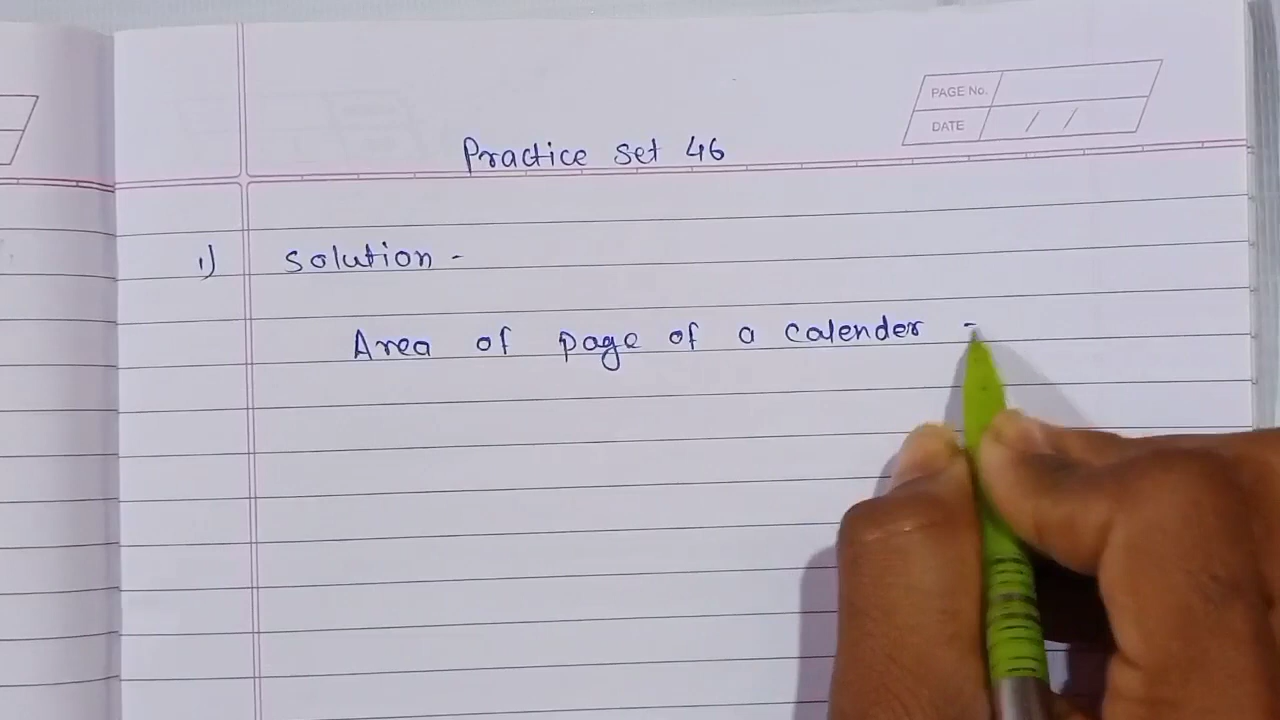 PAGE No.
DATE / /
Practice set 46
1) Solution -
Area of page of a calender -